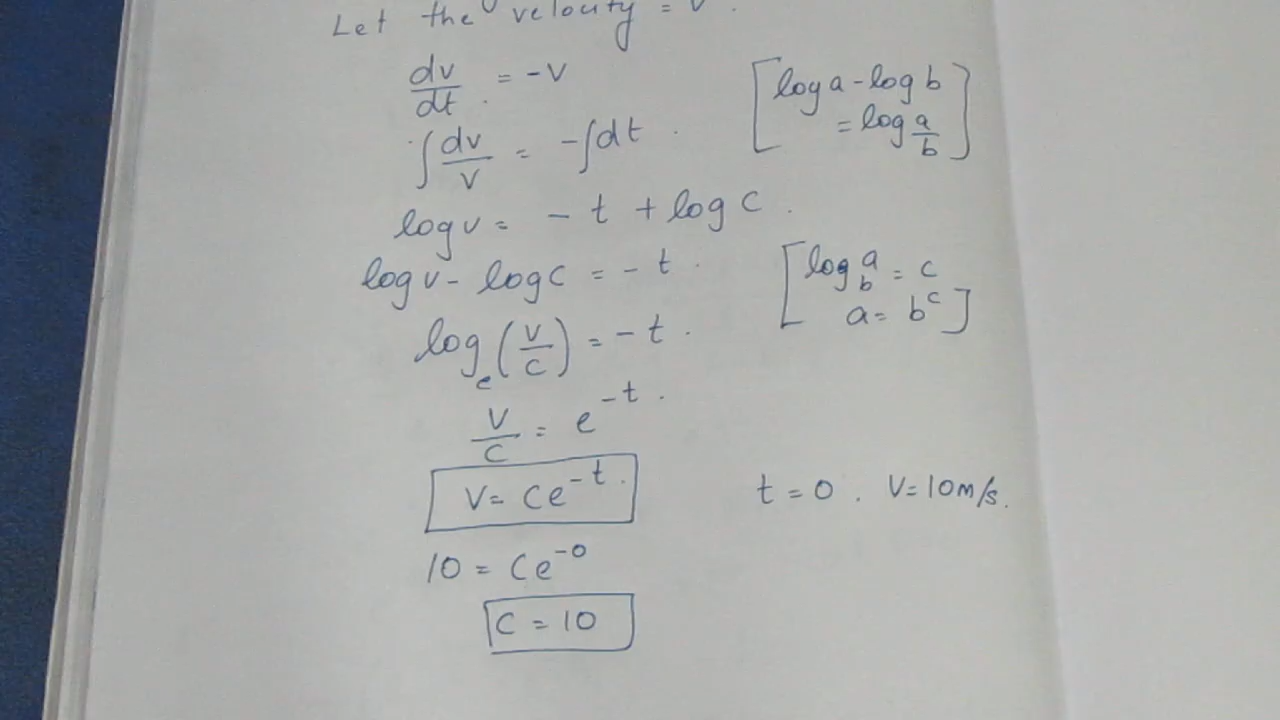 Let the velocity = v.
dv/dt = -v
[log a - log b
= log a/b]
∫ dv/v = -∫dt.
log v = - t + log c.
log v - log c = - t.
[log_b a = c
a = b^c]
log_e (v/c) = - t.
v/c = e^-t.
v = ce^-t.
t = 0. V = 10m/s.
10 = ce^-0
c = 10